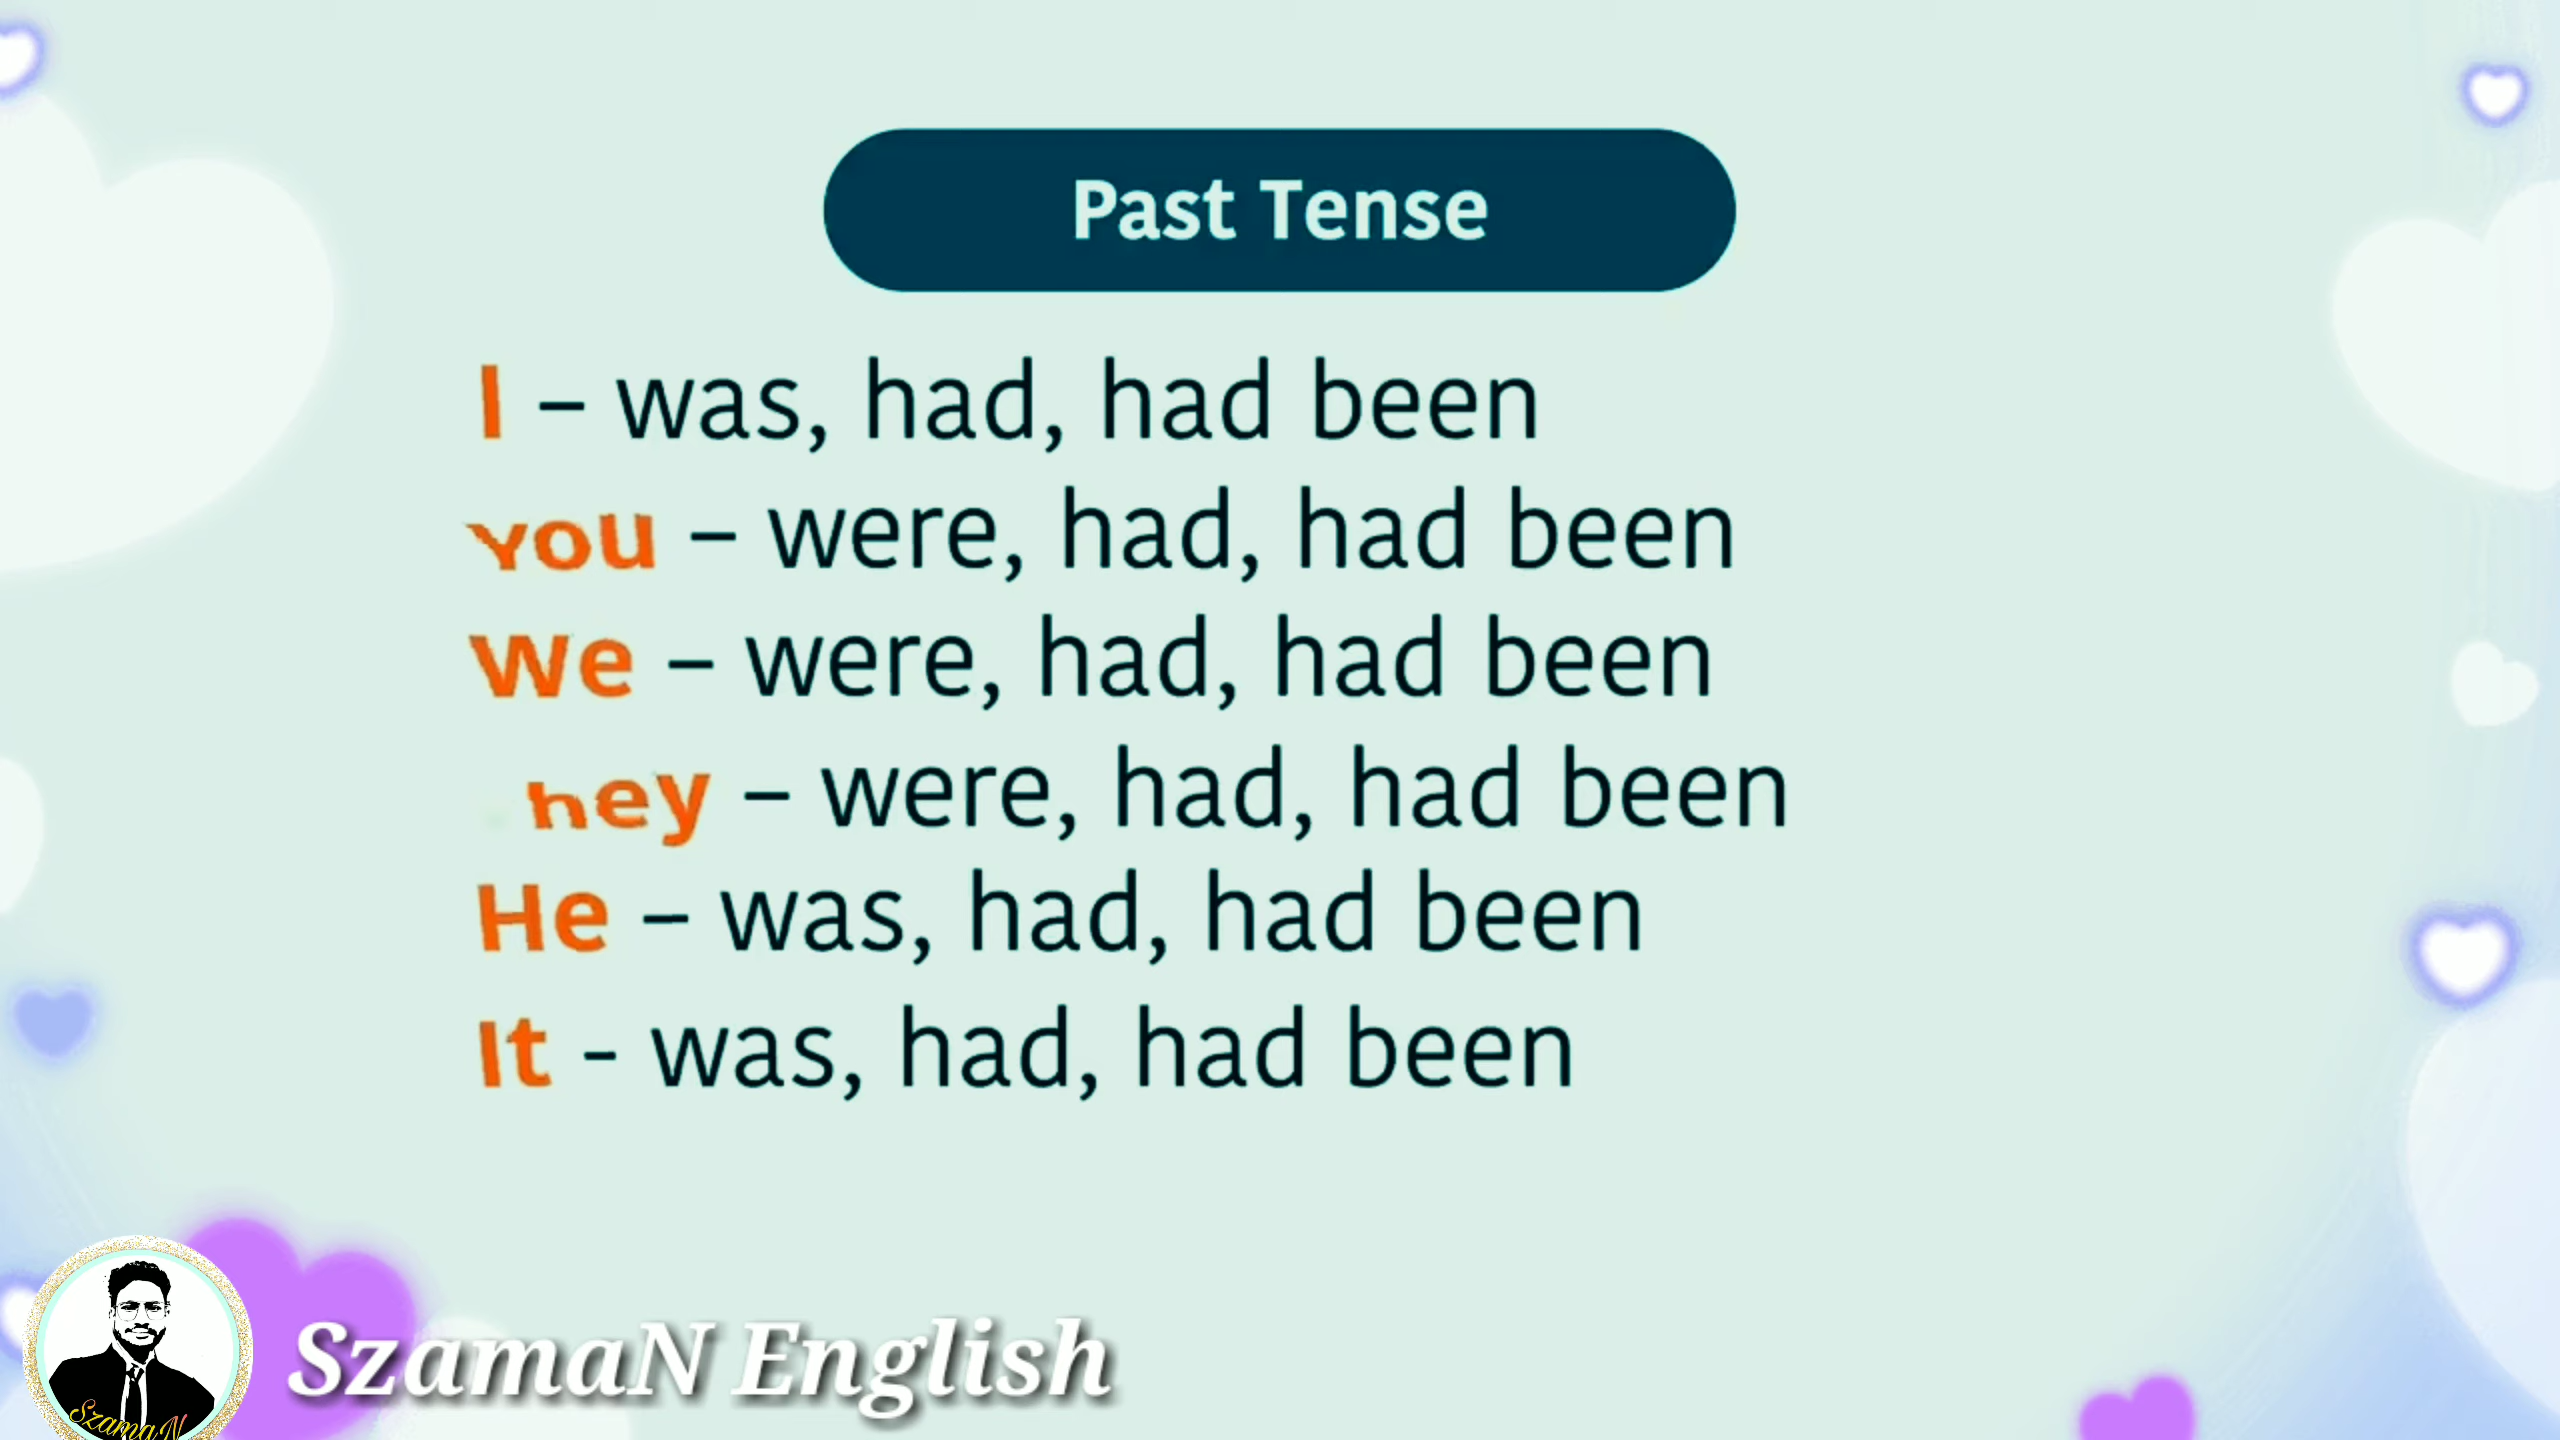 Past Tense
I – was, had, had been
You – were, had, had been
We – were, had, had been
hey – were, had, had been
He – was, had, had been
It - was, had, had been
SzamaN English
SzamaN